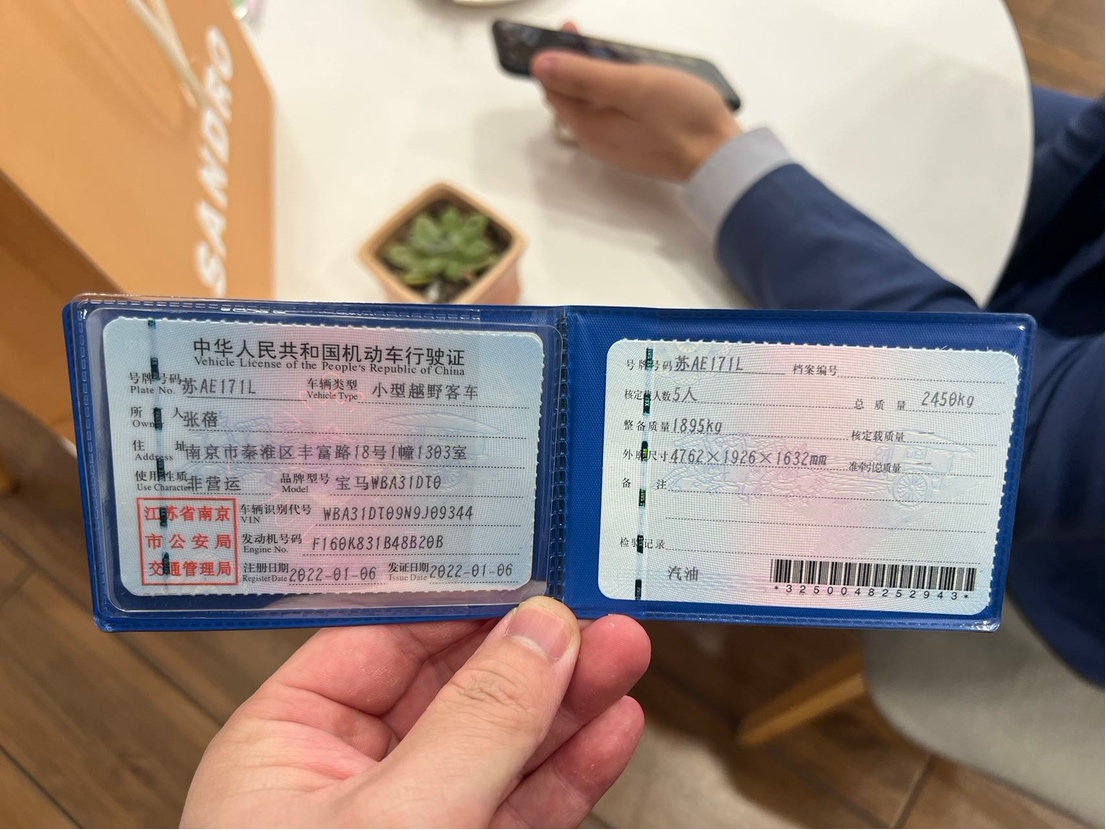 SANDRO
中华人民共和国机动车行驶证
Vehicle License of the People's Republic of China
号牌号码 Plate No. 苏AE171L 车辆类型 Vehicle Type 小型越野客车
所有人 Owner 张蓓
住址 Address 南京市秦淮区丰富路18号1幢1303室
使用性质 Use Character 非营运 品牌型号 Model 宝马WBA31DT0
江苏省南京
市公安局
交通管理局
车辆识别代号 VIN WBA31DT09N9J09344
发动机号码 Engine No. F160K831B48B20B
注册日期 Register Date 2022-01-06 发证日期 Issue Date 2022-01-06
号牌号码 苏AE171L 档案编号
核定载人数 5人 总质量 2450kg
整备质量 1895kg 核定载质量 --
外廓尺寸 4762×1926×1632mm 准牵引总质量 --
备注
检验记录
汽油
*3250048252943*